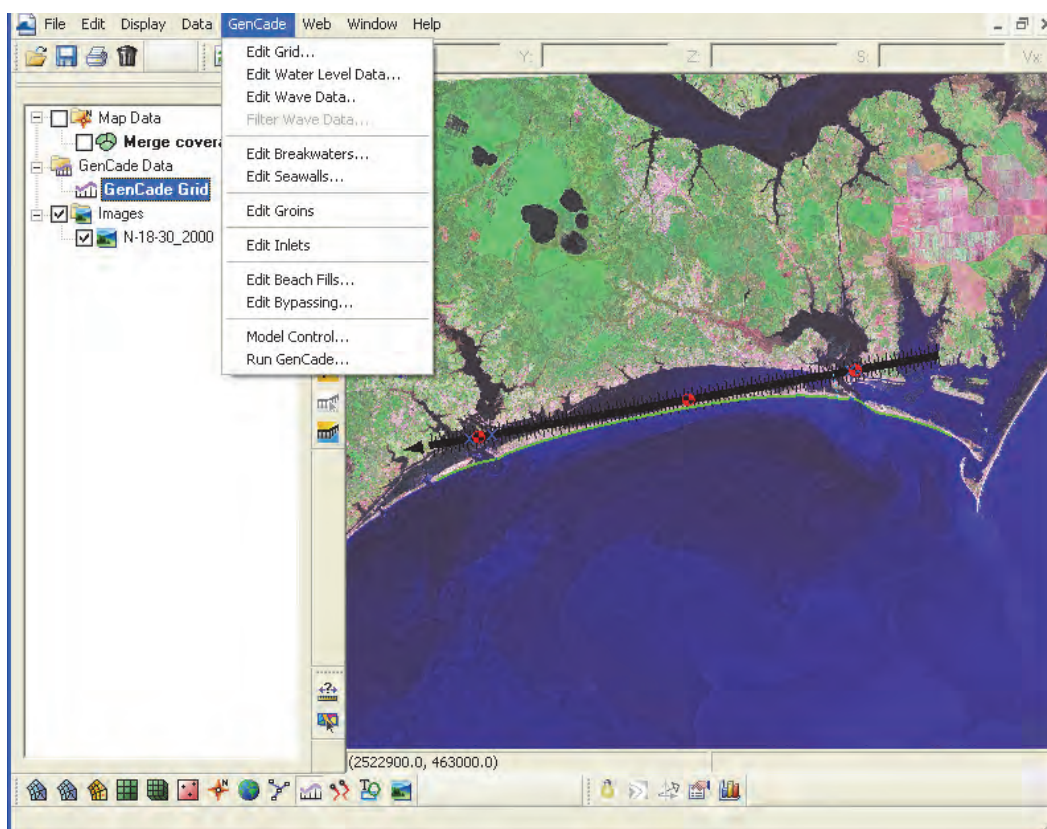 File Edit Display Data GenCade Web Window Help
Y: Z: S: Vx:
Edit Grid...
Edit Water Level Data...
Edit Wave Data..
Filter Wave Data...
Edit Breakwaters...
Edit Seawalls...
Edit Groins
Edit Inlets
Edit Beach Fills...
Edit Bypassing...
Model Control...
Run GenCade...
Map Data
Merge covera
GenCade Data
GenCade Grid
Images
N-18-30_2000
(2522900.0, 463000.0)